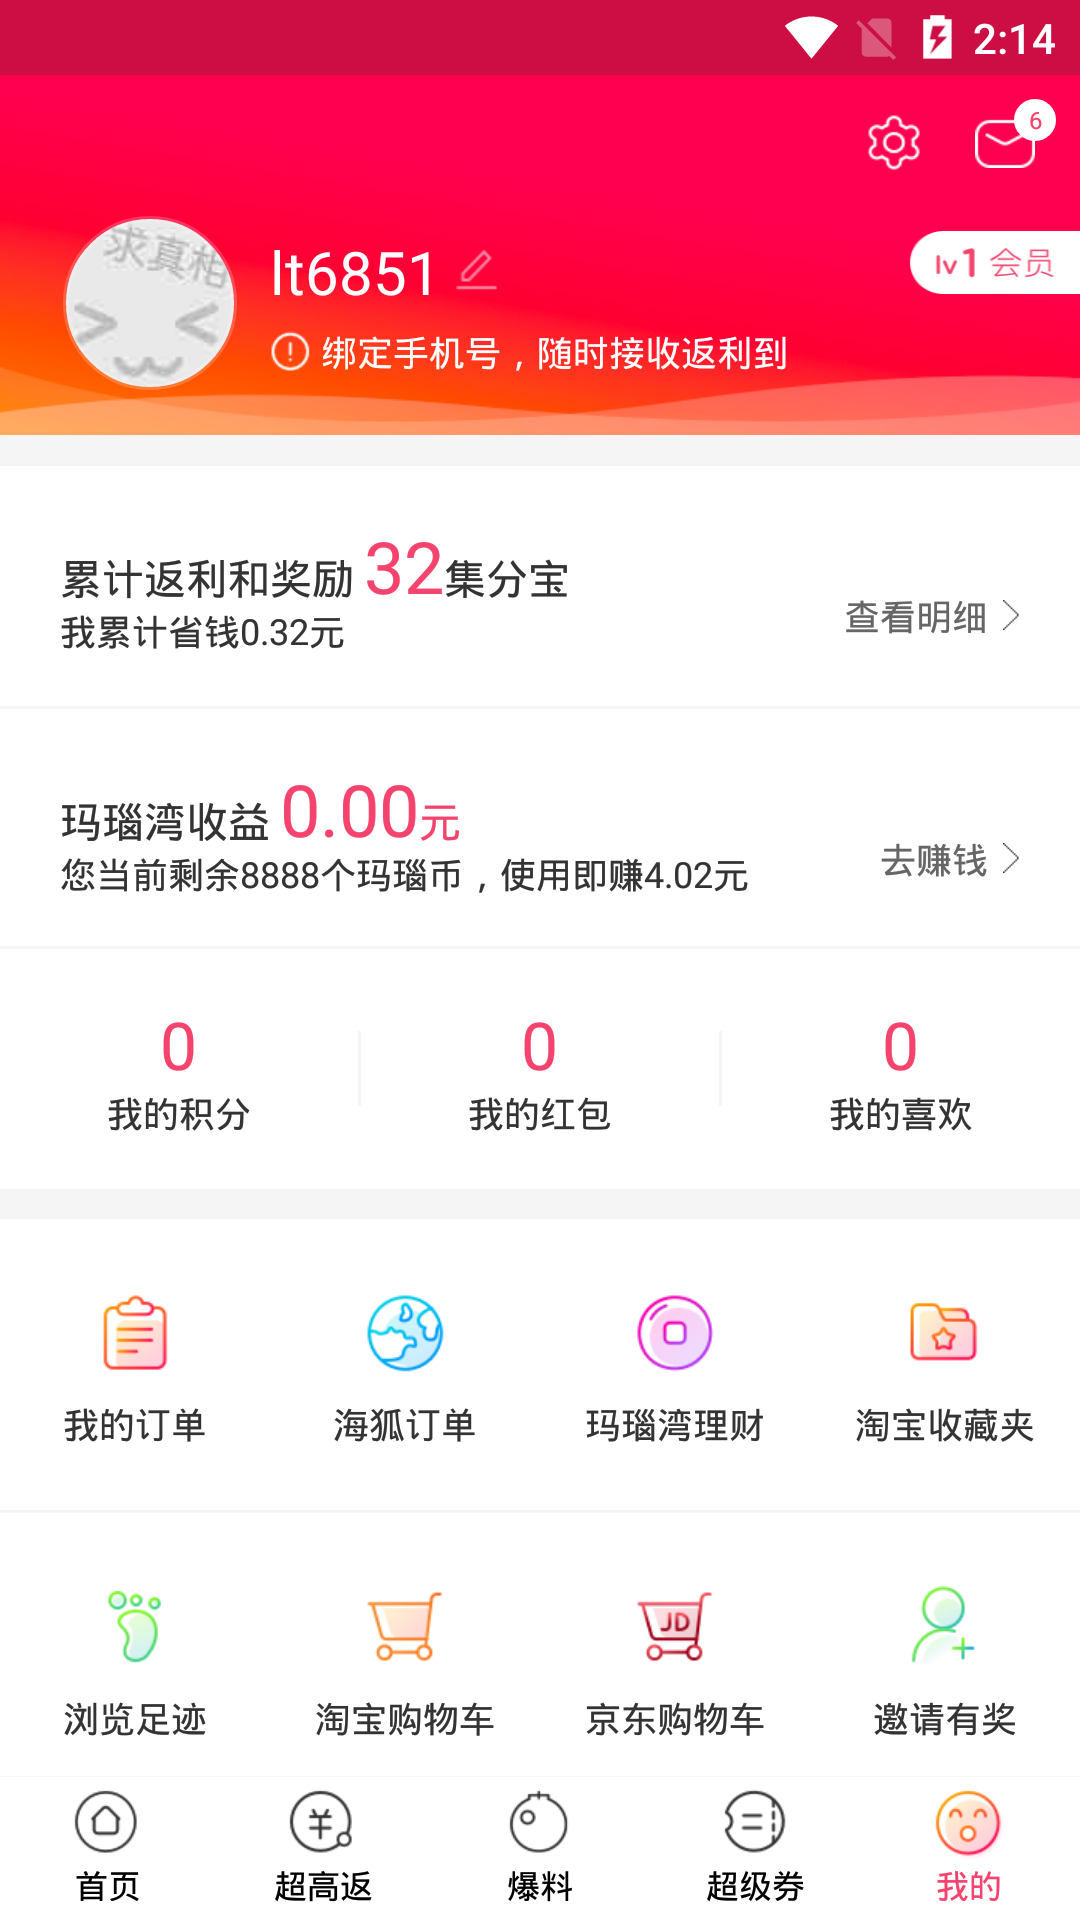 2:14
6
求真相
lt6851
lv1 会员
绑定手机号，随时接收返利到
累计返利和奖励 32集分宝
我累计省钱0.32元
查看明细
玛瑙湾收益 0.00元
您当前剩余8888个玛瑙币，使用即赚4.02元
去赚钱
0 0 0
我的积分 我的红包 我的喜欢
我的订单 海狐订单 玛瑙湾理财 淘宝收藏夹
JD
浏览足迹 淘宝购物车 京东购物车 邀请有奖
首页 超高返 爆料 超级券 我的